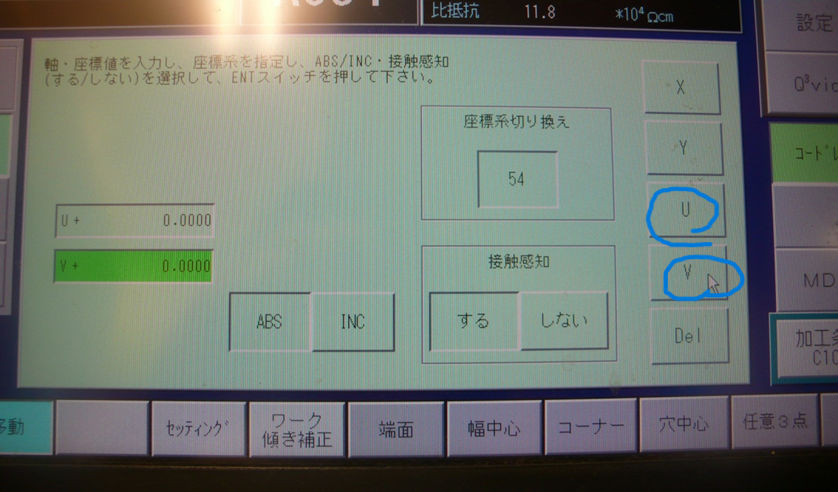 比抵抗 11.8 *10⁴ Ωcm
設定
軸・座標値を入力し、座標系を指定し、ABS/INC・接触感知
(する/しない)を選択して、ENTスイッチを押して下さい。
X
座標系切り換え
Y
54
U
U + 0.0000
V + 0.0000
接触感知
V
ABS
INC
する
しない
Del
MD
加工条
C10
移動
セッティング
ワーク
傾き補正
端面
幅中心
コーナー
穴中心
任意3点